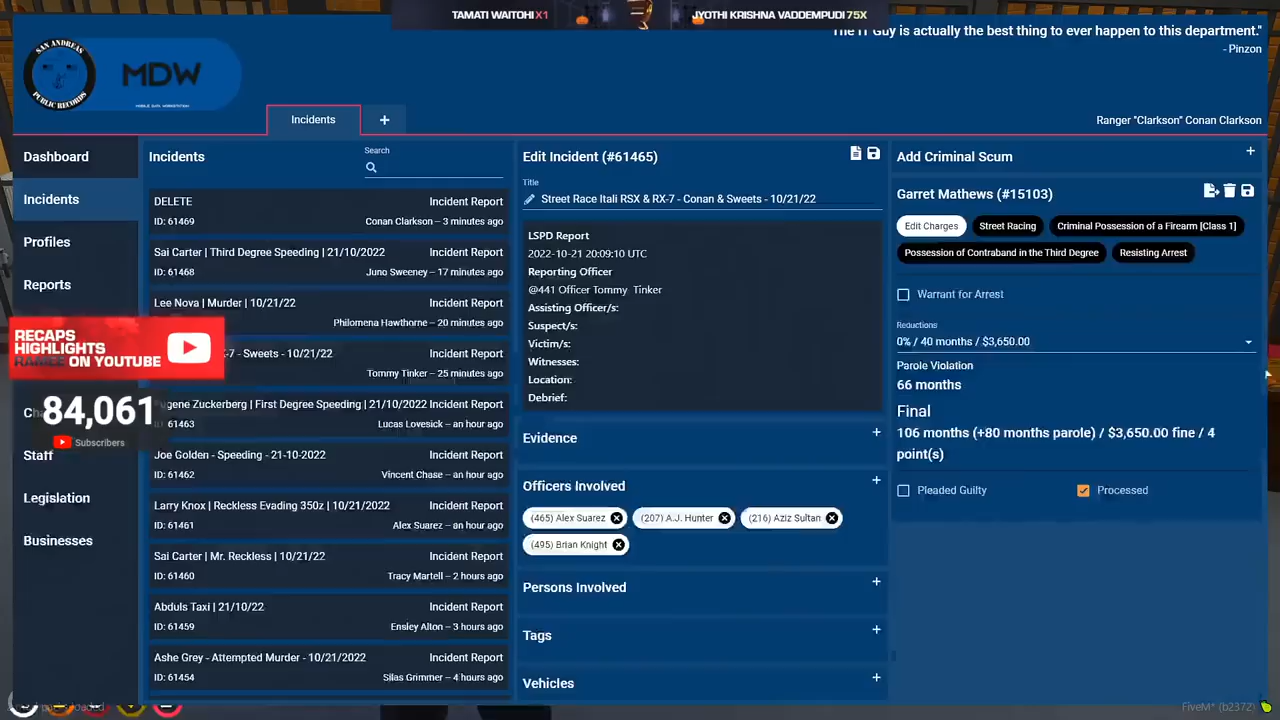 TAMATI WAITOHI X1
JYOTHI KRISHNA VADDEMPUDI 75X
"The IT Guy is actually the best thing to ever happen to this department."
- Pinzon
SAN ANDREAS
PUBLIC RECORDS
MDW
MOBILE DATA WORKSTATION
Incidents
+
Ranger "Clarkson" Conan Clarkson
Dashboard
Incidents
Profiles
Reports
Staff
Legislation
Businesses
RECAPS
HIGHLIGHTS
RAMEE ON YOUTUBE
84,061
Subscribers
Incidents
Search
DELETE Incident Report
ID: 61469 Conan Clarkson – 3 minutes ago
Sai Carter | Third Degree Speeding | 21/10/2022 Incident Report
ID: 61468 Juno Sweeney – 17 minutes ago
Lee Nova | Murder | 10/21/22 Incident Report
ID: 61467 Philomena Hawthorne – 20 minutes ago
X-7 - Sweets - 10/21/22 Incident Report
Tommy Tinker – 25 minutes ago
Eugene Zuckerberg | First Degree Speeding | 21/10/2022 Incident Report
ID: 61463 Lucas Lovesick – an hour ago
Joe Golden - Speeding - 21-10-2022 Incident Report
ID: 61462 Vincent Chase – an hour ago
Larry Knox | Reckless Evading 350z | 10/21/2022 Incident Report
ID: 61461 Alex Suarez – an hour ago
Sai Carter | Mr. Reckless | 10/21/22 Incident Report
ID: 61460 Tracy Martell – 2 hours ago
Abduls Taxi | 21/10/22 Incident Report
ID: 61459 Ensley Alton – 3 hours ago
Ashe Grey - Attempted Murder - 10/21/2022 Incident Report
ID: 61454 Silas Grimmer – 4 hours ago
Edit Incident (#61465)
Title
Street Race Itali RSX & RX-7 - Conan & Sweets - 10/21/22
LSPD Report
2022-10-21 20:09:10 UTC
Reporting Officer
@441 Officer Tommy Tinker
Assisting Officer/s:
Suspect/s:
Victim/s:
Witnesses:
Location:
Debrief:
Evidence +
Officers Involved +
(465) Alex Suarez (207) A.J. Hunter (216) Aziz Sultan
(495) Brian Knight
Persons Involved +
Tags +
Vehicles +
Add Criminal Scum +
Garret Mathews (#15103)
Edit Charges Street Racing Criminal Possession of a Firearm [Class 1]
Possession of Contraband in the Third Degree Resisting Arrest
Warrant for Arrest
Reductions
0% / 40 months / $3,650.00
Parole Violation
66 months
Final
106 months (+80 months parole) / $3,650.00 fine / 4
point(s)
Pleaded Guilty Processed
FiveM* (b2372)